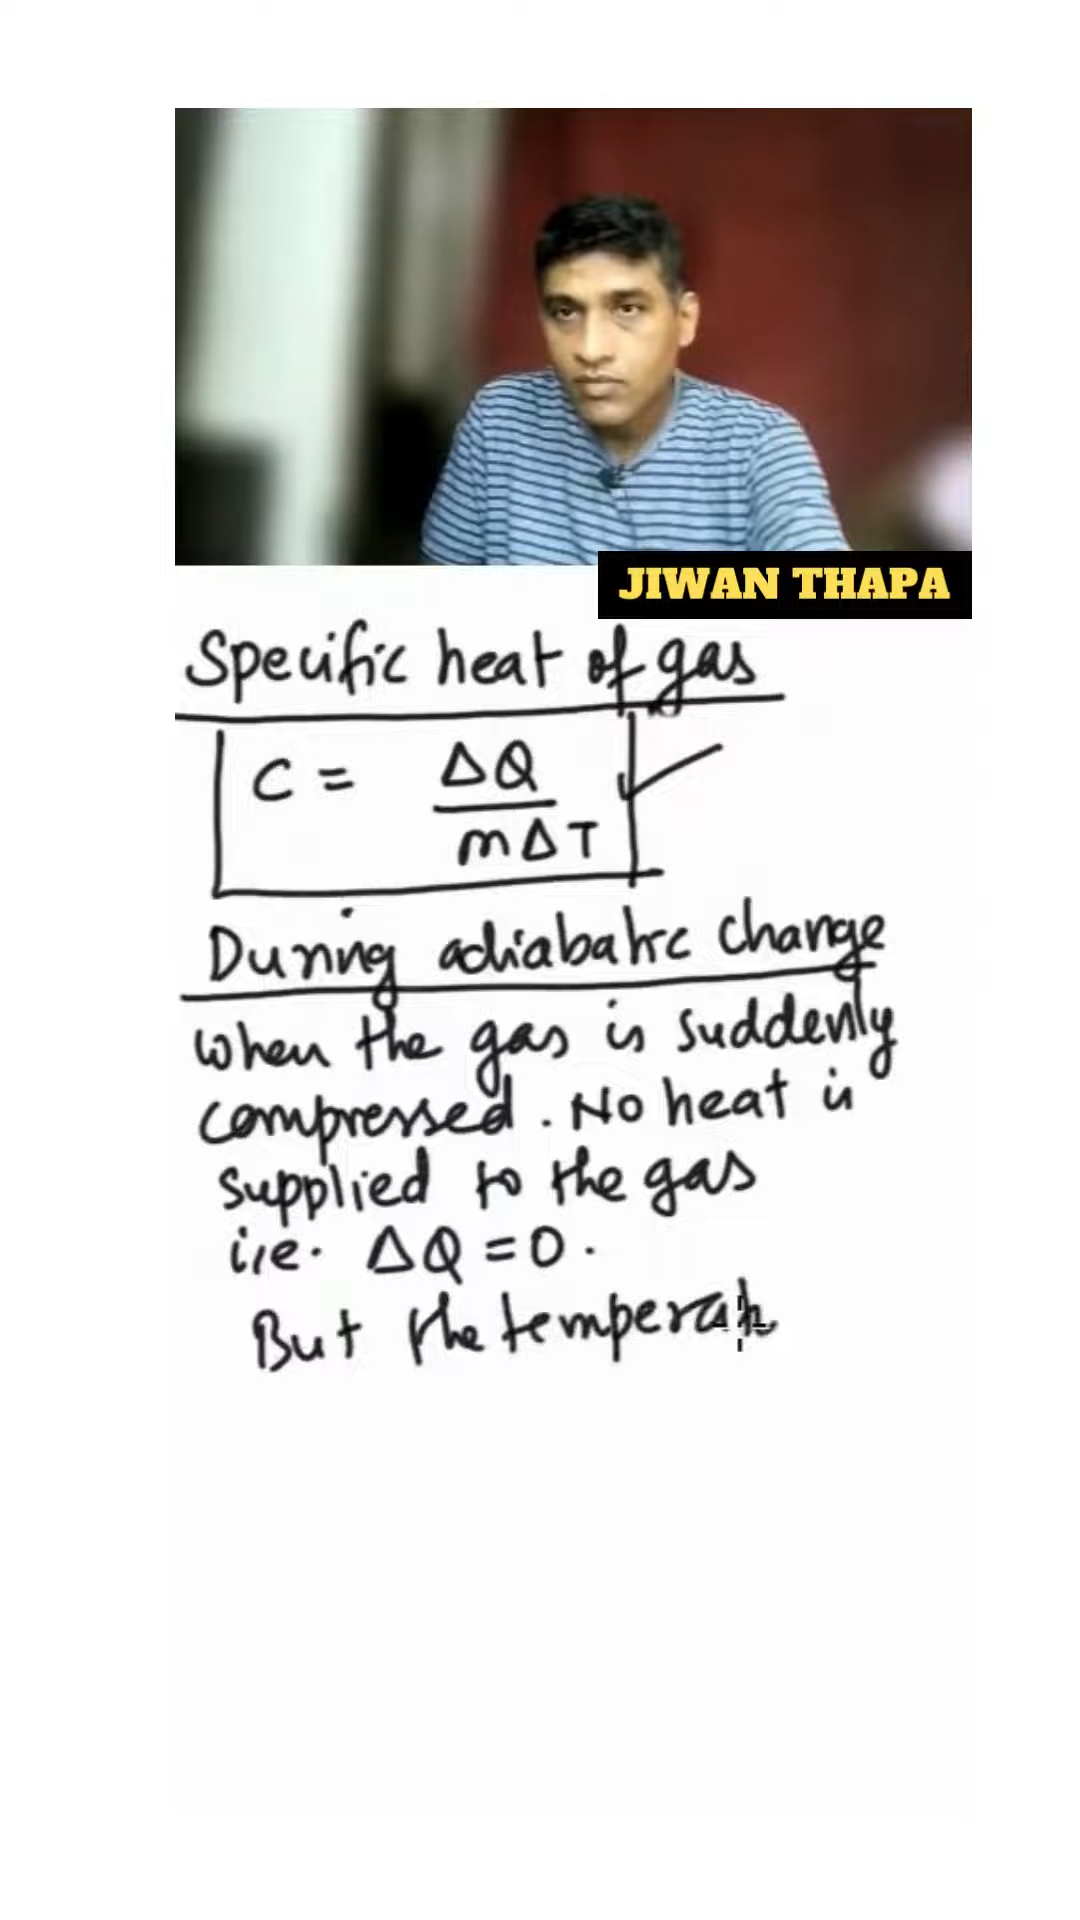 JIWAN THAPA
Specific heat of gas
C = ΔQ / mΔT
During adiabatic change
when the gas is suddenly
compressed. No heat is
supplied to the gas
i,e. ΔQ = 0.
But the temperat